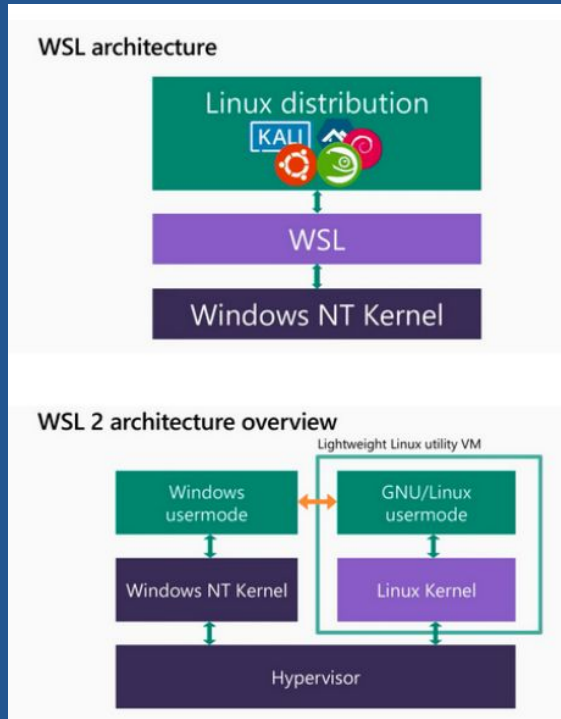 WSL architecture
Linux distribution
KALI
WSL
Windows NT Kernel
WSL 2 architecture overview
Lightweight Linux utility VM
Windows
usermode
GNU/Linux
usermode
Windows NT Kernel
Linux Kernel
Hypervisor